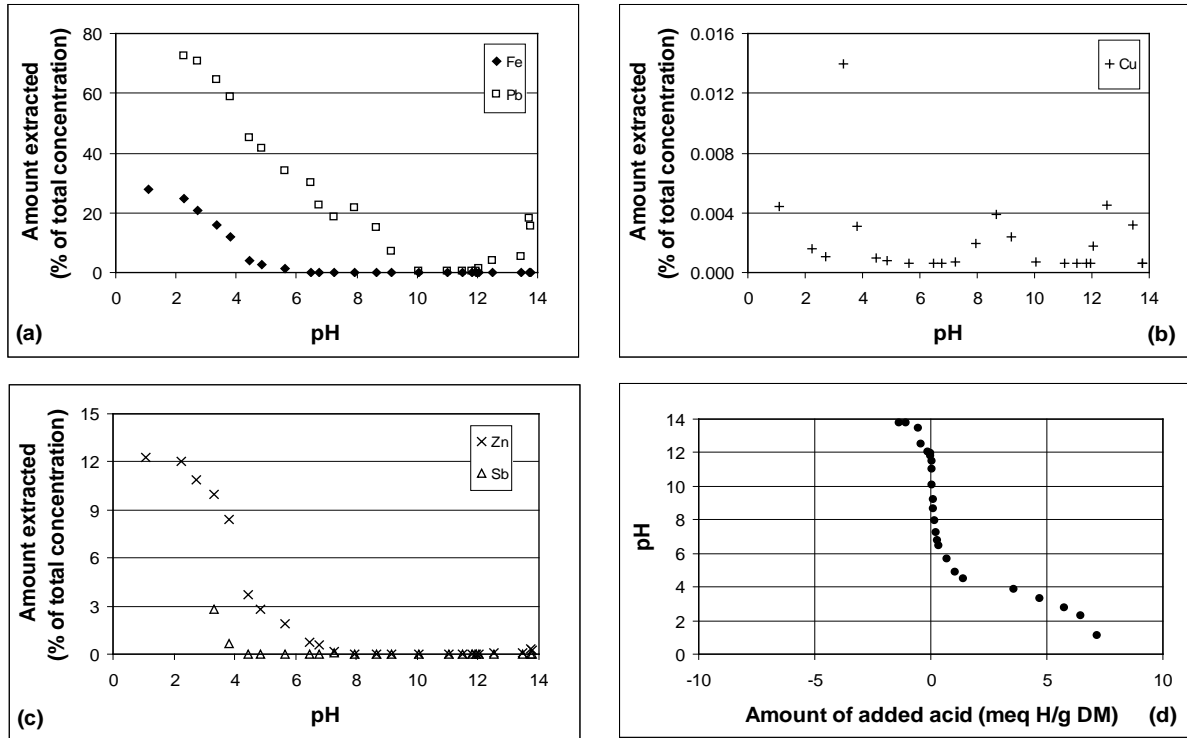 Amount extracted
(% of total concentration)
80
60
40
20
0
0 2 4 6 8 10 12 14
pH
Fe
Pb
(a)
Amount extracted
(% of total concentration)
0.016
0.012
0.008
0.004
0.000
0 2 4 6 8 10 12 14
pH
Cu
(b)
Amount extracted
(% of total concentration)
15
12
9
6
3
0
0 2 4 6 8 10 12 14
pH
Zn
Sb
(c)
pH
14
12
10
8
6
4
2
0
-10 -5 0 5 10
Amount of added acid (meq H/g DM)
(d)